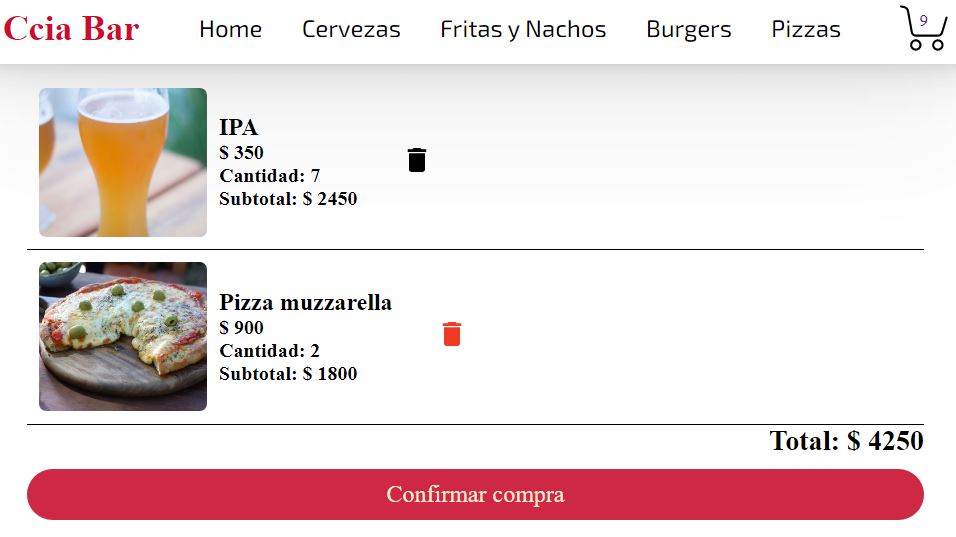 Ccia Bar
Home
Cervezas
Fritas y Nachos
Burgers
Pizzas
9
IPA
$ 350
Cantidad: 7
Subtotal: $ 2450
Pizza muzzarella
$ 900
Cantidad: 2
Subtotal: $ 1800
Total: $ 4250
Confirmar compra